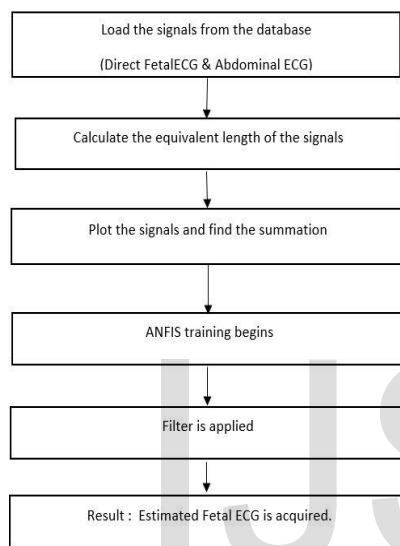 Load the signals from the database
(Direct FetalECG & Abdominal ECG)
Calculate the equivalent length of the signals
Plot the signals and find the summation
ANFIS training begins
Filter is applied
Result : Estimated Fetal ECG is acquired.
IJS